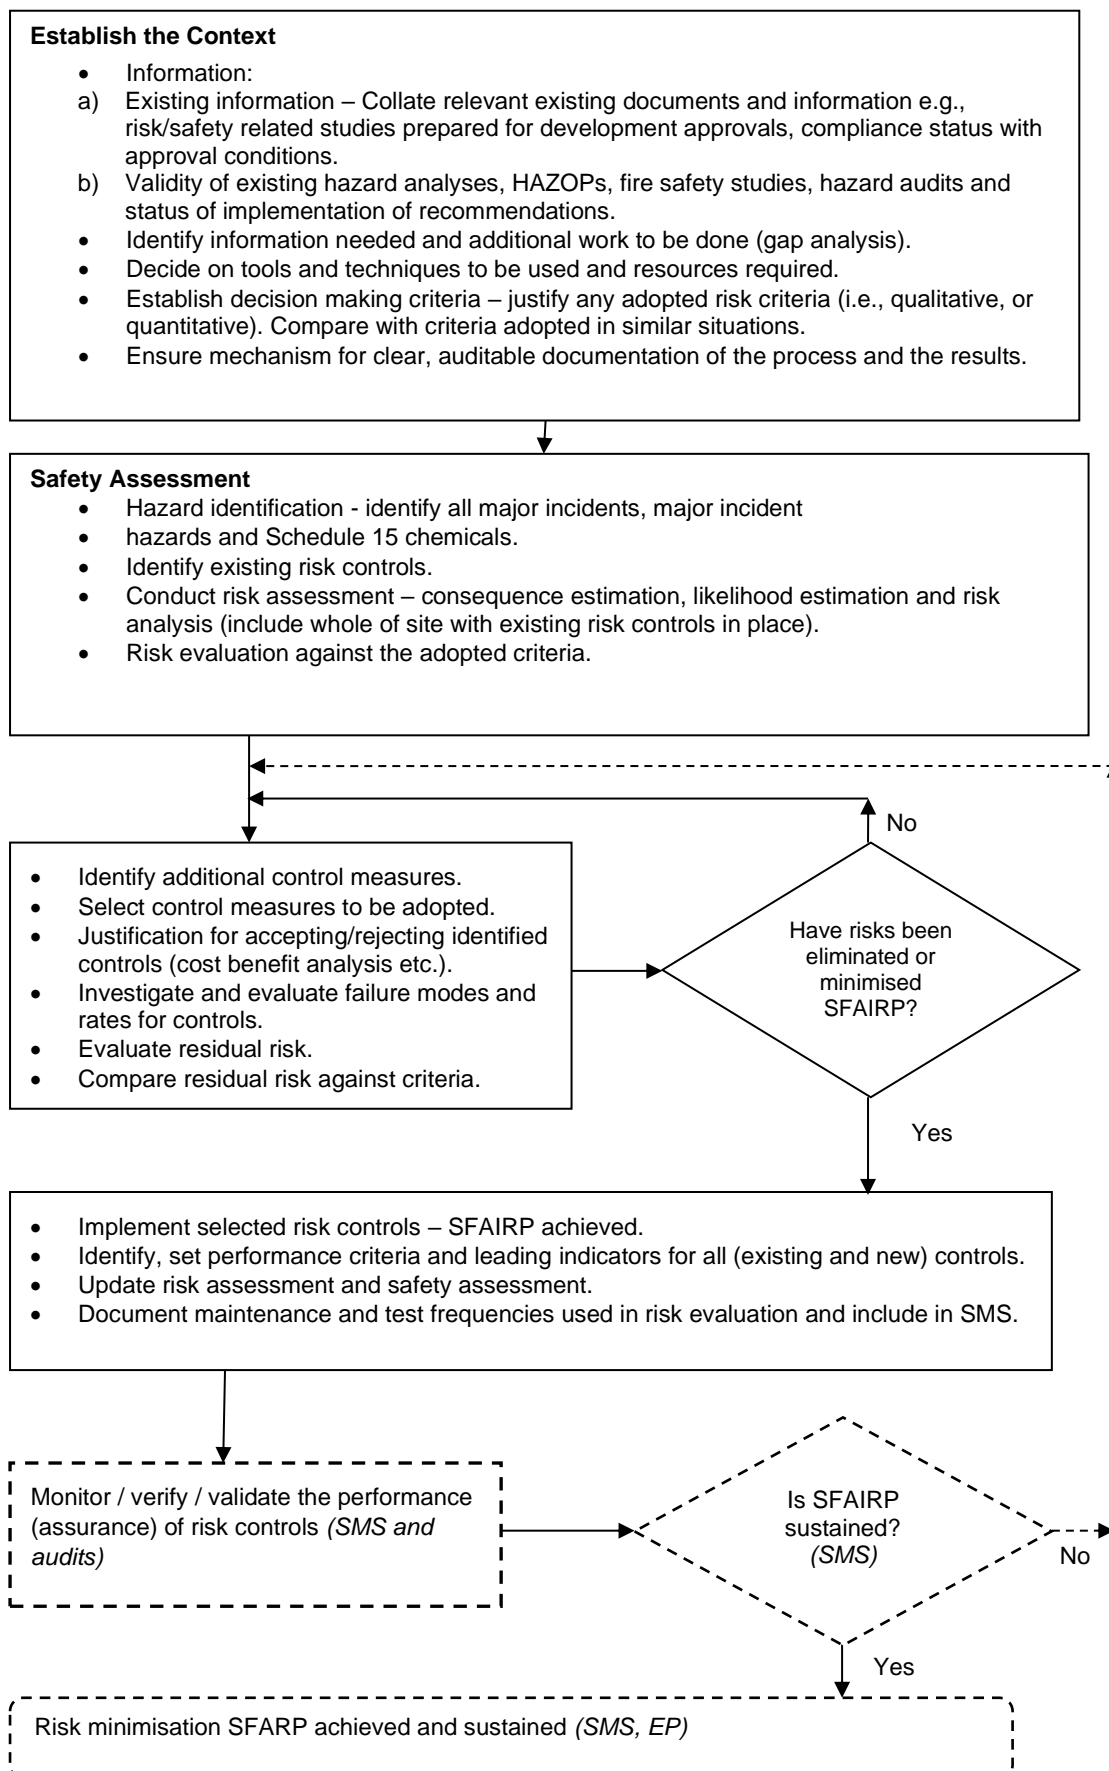 Establish the Context
• Information:
a) Existing information – Collate relevant existing documents and information e.g.,
risk/safety related studies prepared for development approvals, compliance status with
approval conditions.
b) Validity of existing hazard analyses, HAZOPs, fire safety studies, hazard audits and
status of implementation of recommendations.
• Identify information needed and additional work to be done (gap analysis).
• Decide on tools and techniques to be used and resources required.
• Establish decision making criteria – justify any adopted risk criteria (i.e., qualitative, or
quantitative). Compare with criteria adopted in similar situations.
• Ensure mechanism for clear, auditable documentation of the process and the results.
Safety Assessment
• Hazard identification - identify all major incidents, major incident
• hazards and Schedule 15 chemicals.
• Identify existing risk controls.
• Conduct risk assessment – consequence estimation, likelihood estimation and risk
analysis (include whole of site with existing risk controls in place).
• Risk evaluation against the adopted criteria.
No
• Identify additional control measures.
• Select control measures to be adopted.
• Justification for accepting/rejecting identified
controls (cost benefit analysis etc.).
• Investigate and evaluate failure modes and
rates for controls.
• Evaluate residual risk.
• Compare residual risk against criteria.
Have risks been
eliminated or
minimised
SFAIRP?
Yes
• Implement selected risk controls – SFAIRP achieved.
• Identify, set performance criteria and leading indicators for all (existing and new) controls.
• Update risk assessment and safety assessment.
• Document maintenance and test frequencies used in risk evaluation and include in SMS.
Monitor / verify / validate the performance
(assurance) of risk controls (SMS and
audits)
Is SFAIRP
sustained?
(SMS)
No
Yes
Risk minimisation SFARP achieved and sustained (SMS, EP)